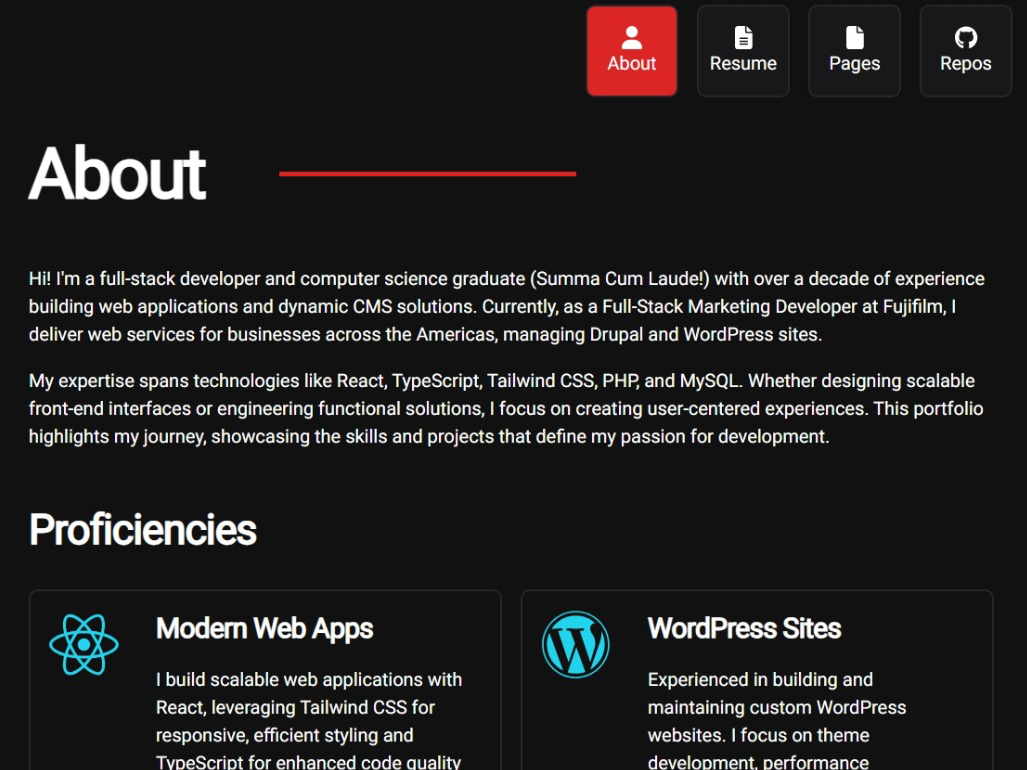 About
Resume
Pages
Repos
About
Hi! I'm a full-stack developer and computer science graduate (Summa Cum Laude!) with over a decade of experience
building web applications and dynamic CMS solutions. Currently, as a Full-Stack Marketing Developer at Fujifilm, I
deliver web services for businesses across the Americas, managing Drupal and WordPress sites.
My expertise spans technologies like React, TypeScript, Tailwind CSS, PHP, and MySQL. Whether designing scalable
front-end interfaces or engineering functional solutions, I focus on creating user-centered experiences. This portfolio
highlights my journey, showcasing the skills and projects that define my passion for development.
Proficiencies
Modern Web Apps
I build scalable web applications with
React, leveraging Tailwind CSS for
responsive, efficient styling and
TypeScript for enhanced code quality
WordPress Sites
Experienced in building and
maintaining custom WordPress
websites. I focus on theme
development, performance